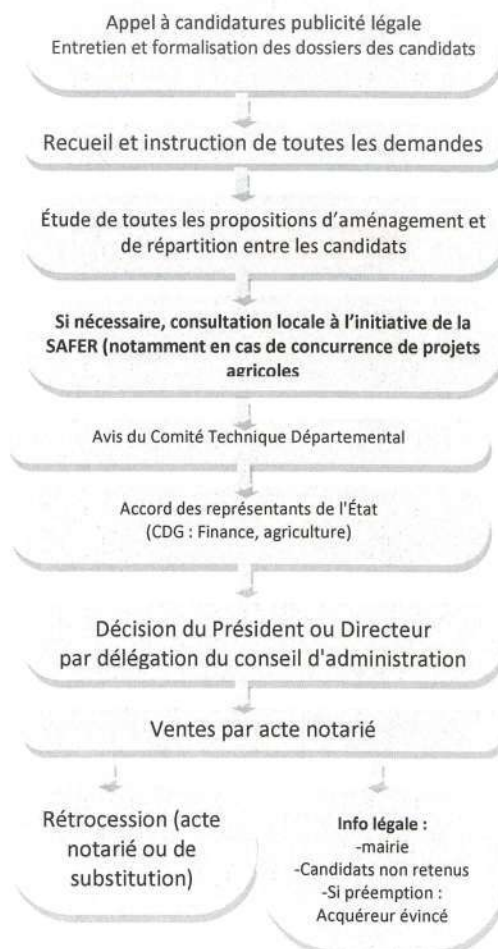 Appel à candidatures publicité légale
Entretien et formalisation des dossiers des candidats
Recueil et instruction de toutes les demandes
Étude de toutes les propositions d'aménagement et
de répartition entre les candidats
Si nécessaire, consultation locale à l'initiative de la
SAFER (notamment en cas de concurrence de projets
agricoles
Avis du Comité Technique Départemental
Accord des représentants de l'État
(CDG : Finance, agriculture)
Décision du Président ou Directeur
par délégation du conseil d'administration
Ventes par acte notarié
Rétrocession (acte
notarié ou de
substitution)
Info légale :
-mairie
-Candidats non retenus
-Si préemption :
Acquéreur évincé